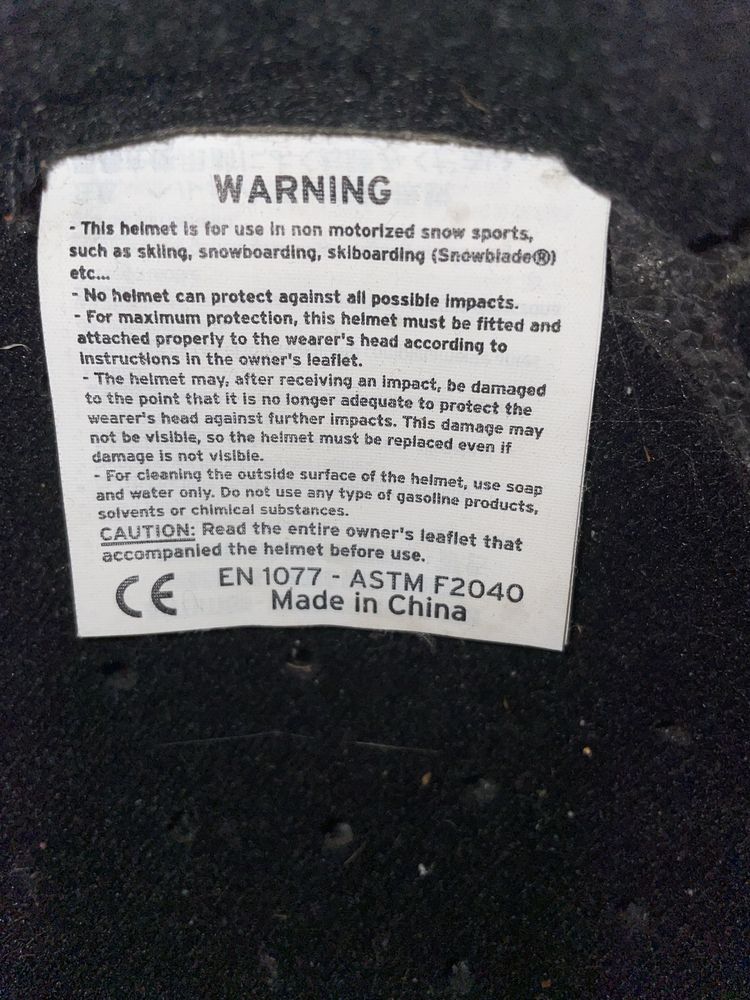 WARNING
- This helmet is for use in non motorized snow sports,
such as skiing, snowboarding, skiboarding (Snowblade®)
etc...
- No helmet can protect against all possible impacts.
- For maximum protection, this helmet must be fitted and
attached properly to the wearer's head according to
instructions in the owner's leaflet.
- The helmet may, after receiving an impact, be damaged
to the point that it is no longer adequate to protect the
wearer's head against further impacts. This damage may
not be visible, so the helmet must be replaced even if
damage is not visible.
- For cleaning the outside surface of the helmet, use soap
and water only. Do not use any type of gasoline products,
solvents or chimical substances.
CAUTION: Read the entire owner's leaflet that
accompanied the helmet before use.
CE EN 1077 - ASTM F2040
Made in China